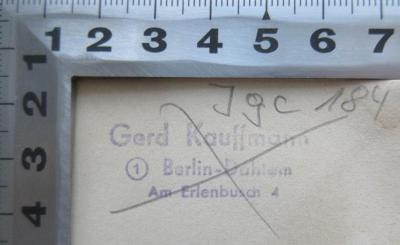 1 2 3 4 5 6 7
1
2
3
4
Jgc 184
Gerd Kauffmann
1 Berlin-Dahlem
Am Erlenbusch 4